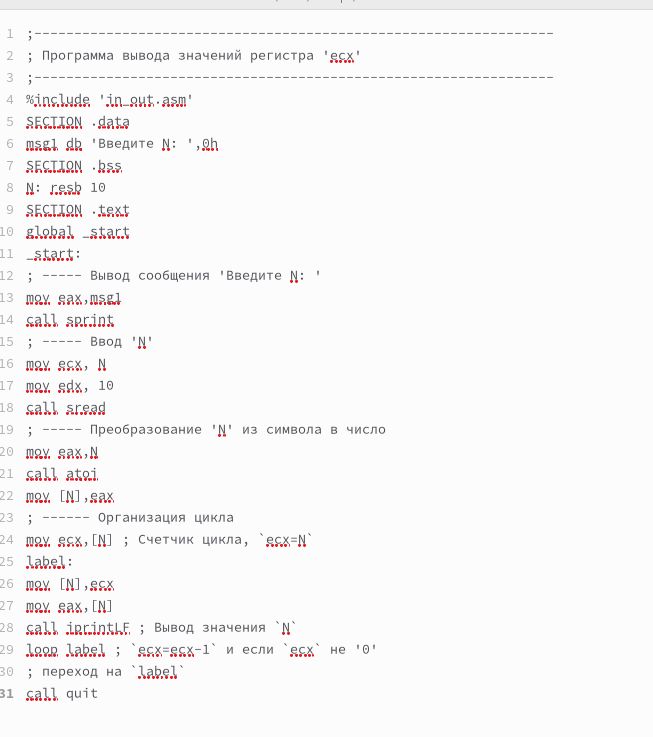 1 ;-----------------------------------------------------------------
2 ; Программа вывода значений регистра 'ecx'
3 ;-----------------------------------------------------------------
4 %include 'in_out.asm'
5 SECTION .data
6 msg1 db 'Введите N: ',0h
7 SECTION .bss
8 N: resb 10
9 SECTION .text
10 global _start
11 _start:
12 ; ----- Вывод сообщения 'Введите N: '
13 mov eax,msg1
14 call sprint
15 ; ----- Ввод 'N'
16 mov ecx, N
17 mov edx, 10
18 call sread
19 ; ----- Преобразование 'N' из символа в число
20 mov eax,N
21 call atoi
22 mov [N],eax
23 ; ------ Организация цикла
24 mov ecx,[N] ; Счетчик цикла, `ecx=N`
25 label:
26 mov [N],ecx
27 mov eax,[N]
28 call iprintLF ; Вывод значения `N`
29 loop label ; `ecx=ecx-1` и если `ecx` не '0'
30 ; переход на `label`
31 call quit